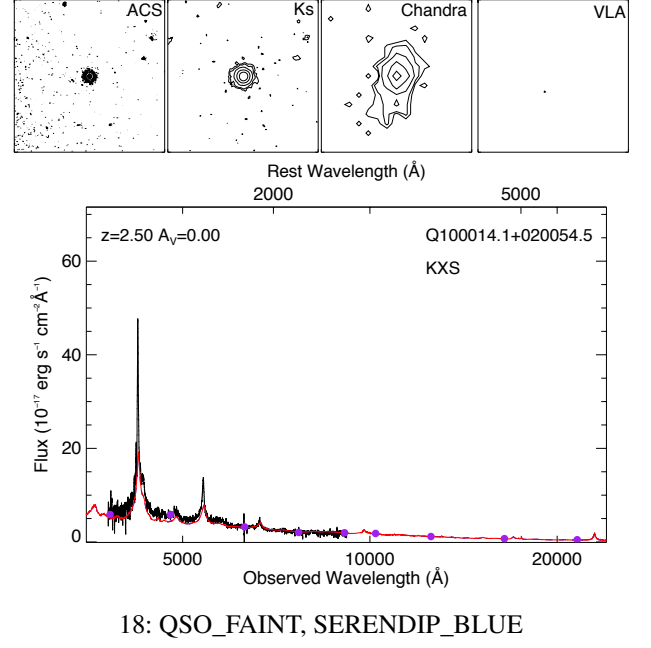 ACS
Ks
Chandra
VLA
Rest Wavelength (Å)
2000
5000
z=2.50 A_V=0.00
Q100014.1+020054.5
KXS
60
40
20
0
Flux (10⁻¹⁷ erg s⁻¹ cm⁻²Å⁻¹)
5000
10000
20000
Observed Wavelength (Å)
18: QSO_FAINT, SERENDIP_BLUE